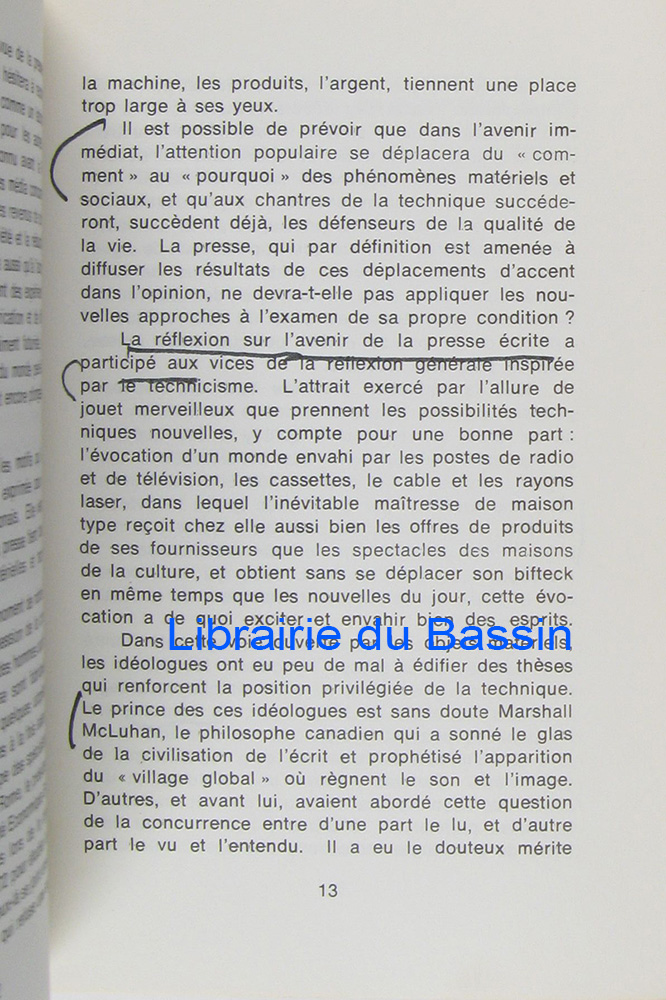 la machine, les produits, l'argent, tiennent une place
trop large à ses yeux.
Il est possible de prévoir que dans l'avenir im-
médiat, l'attention populaire se déplacera du « com-
ment » au « pourquoi » des phénomènes matériels et
sociaux, et qu'aux chantres de la technique succéde-
ront, succèdent déjà, les défenseurs de la qualité de
la vie. La presse, qui par définition est amenée à
diffuser les résultats de ces déplacements d'accent
dans l'opinion, ne devra-t-elle pas appliquer les nou-
velles approches à l'examen de sa propre condition ?
La réflexion sur l'avenir de la presse écrite a
participé aux vices de la réflexion générale inspirée
par le technicisme. L'attrait exercé par l'allure de
jouet merveilleux que prennent les possibilités tech-
niques nouvelles, y compte pour une bonne part :
l'évocation d'un monde envahi par les postes de radio
et de télévision, les cassettes, le cable et les rayons
laser, dans lequel l'inévitable maîtresse de maison
type reçoit chez elle aussi bien les offres de produits
de ses fournisseurs que les spectacles des maisons
de la culture, et obtient sans se déplacer son bifteck
en même temps que les nouvelles du jour, cette évo-
cation a de quoi exciter et envahir bien des esprits.
Librairie du Bassin
Dans cette voie ouverte par les objets matériels,
les idéologues ont eu peu de mal à édifier des thèses
qui renforcent la position privilégiée de la technique.
Le prince des ces idéologues est sans doute Marshall
McLuhan, le philosophe canadien qui a sonné le glas
de la civilisation de l'écrit et prophétisé l'apparition
du « village global » où règnent le son et l'image.
D'autres, et avant lui, avaient abordé cette question
de la concurrence entre d'une part le lu, et d'autre
part le vu et l'entendu. Il a eu le douteux mérite
13